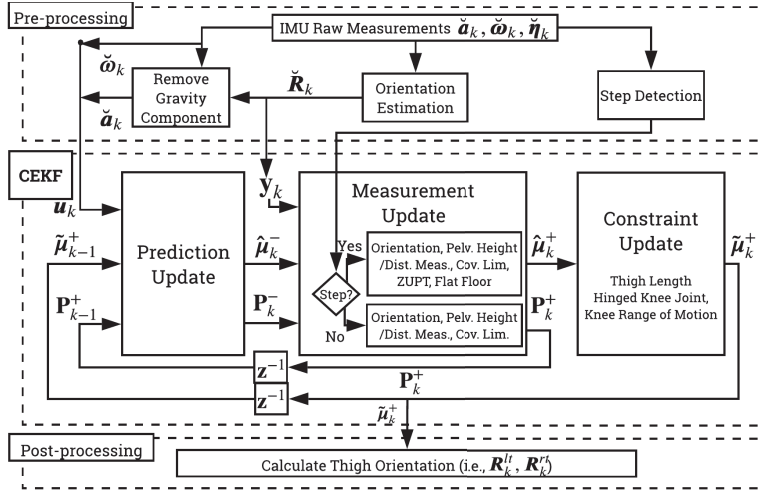 Pre-processing
IMU Raw Measurements ă_k, ω̆_k, η̆_k
ω̆_k
Remove
Gravity
Component
Ř_k
Orientation
Estimation
Step Detection
ă_k
CEKF
u_k
y_k
Measurement
Update
Constraint
Update
μ̃⁺_{k−1}
Prediction
Update
μ̂⁻_k
Yes
Orientation, Pelv. Height
/Dist. Meas., Cov. Lim,
ZUPT, Flat Floor
μ̂⁺_k
μ̃⁺_k
Thigh Length
Hinged Knee Joint,
Knee Range of Motion
P⁺_{k−1}
P⁻_k
Step?
No
Orientation, Pelv. Height
/Dist. Meas., Cov. Lim.
P⁺_k
z⁻¹
P⁺_k
z⁻¹
μ̃⁺_k
Post-processing
Calculate Thigh Orientation (i.e., R^{lt}_k, R^{rt}_k)